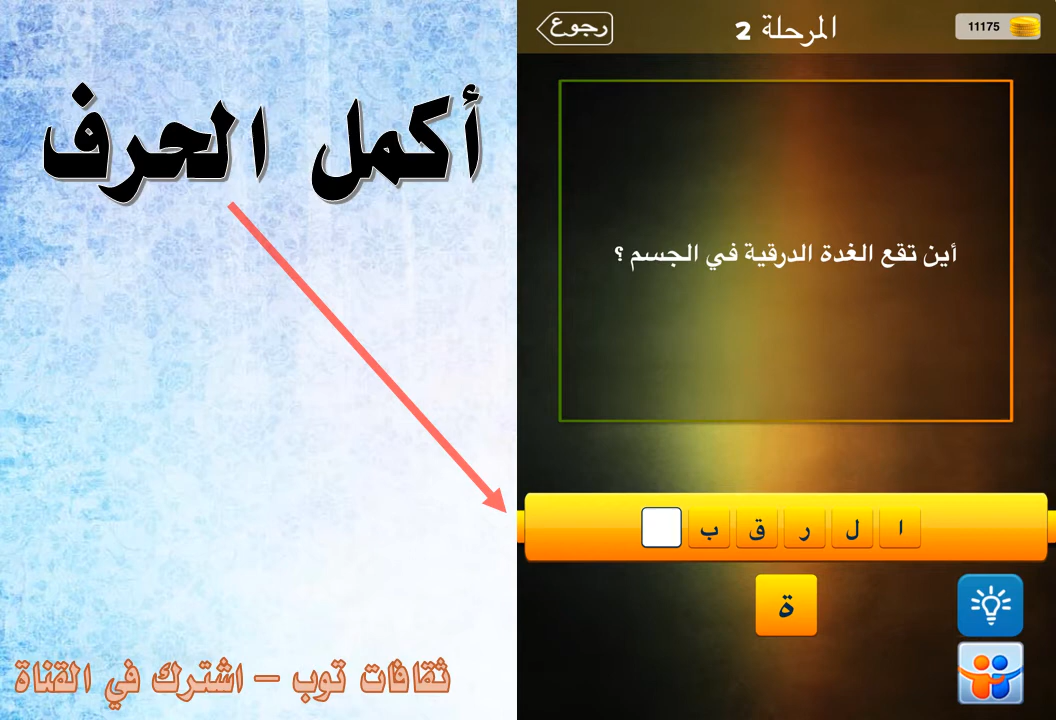 أكمل الحرف
ثقافات توب – اشترك في القناة
رجوع
المرحلة 2
11175
أين تقع الغدة الدرقية في الجسم ؟
ا ل ر ق ب
ة